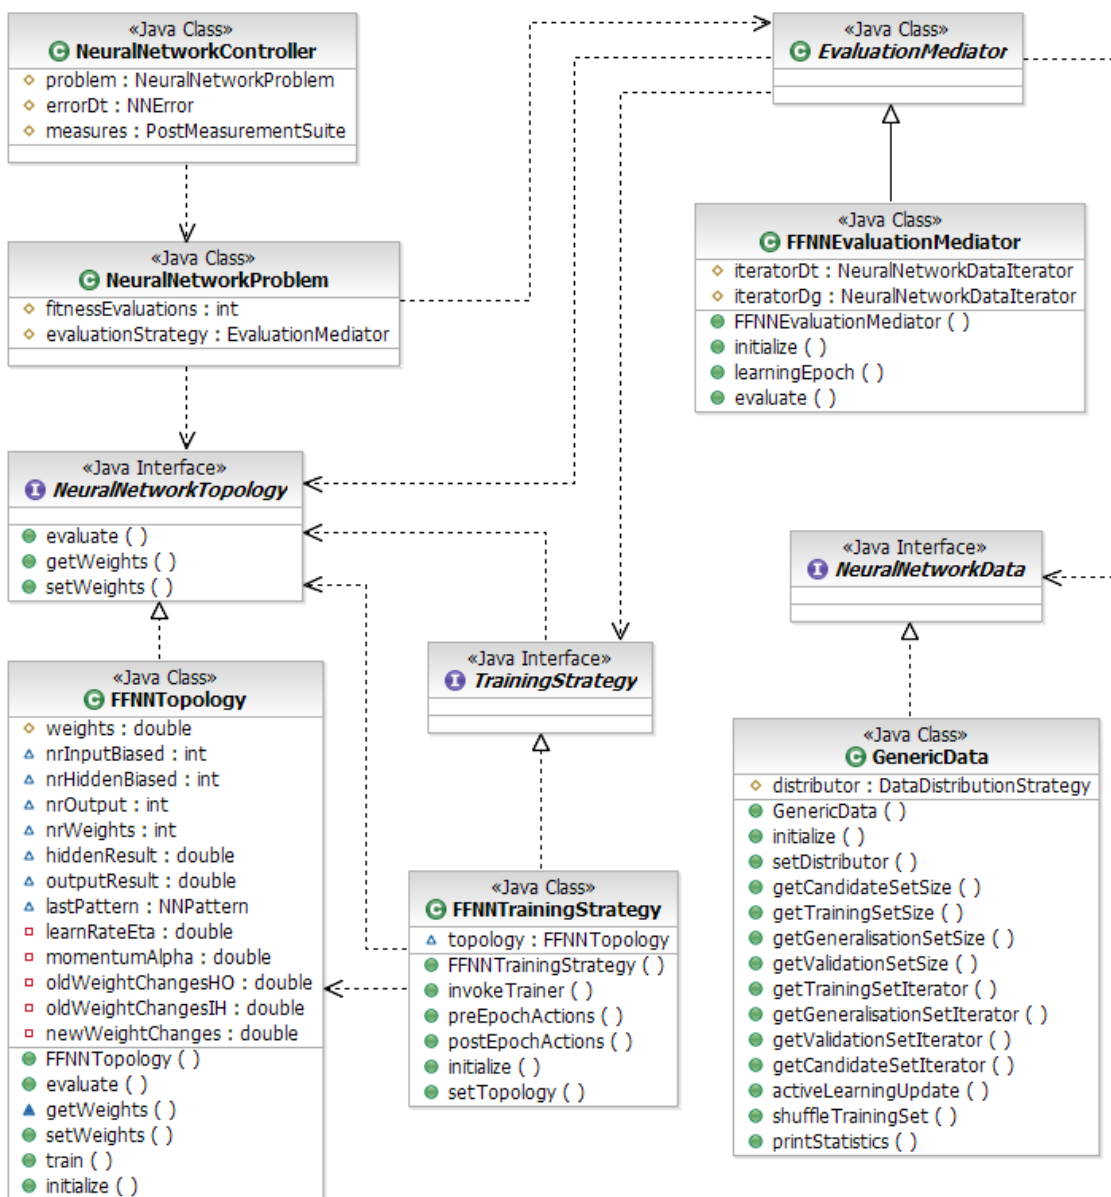 «Java Class»
NeuralNetworkController
problem : NeuralNetworkProblem
errorDt : NNError
measures : PostMeasurementSuite
«Java Class»
EvaluationMediator
«Java Class»
FFNNEvaluationMediator
iteratorDt : NeuralNetworkDataIterator
iteratorDg : NeuralNetworkDataIterator
FFNNEvaluationMediator ( )
initialize ( )
learningEpoch ( )
evaluate ( )
«Java Class»
NeuralNetworkProblem
fitnessEvaluations : int
evaluationStrategy : EvaluationMediator
«Java Interface»
NeuralNetworkTopology
evaluate ( )
getWeights ( )
setWeights ( )
«Java Interface»
NeuralNetworkData
«Java Interface»
TrainingStrategy
«Java Class»
FFNNTopology
weights : double
nrInputBiased : int
nrHiddenBiased : int
nrOutput : int
nrWeights : int
hiddenResult : double
outputResult : double
lastPattern : NNPattern
learnRateEta : double
momentumAlpha : double
oldWeightChangesHO : double
oldWeightChangesIH : double
newWeightChanges : double
FFNNTopology ( )
evaluate ( )
getWeights ( )
setWeights ( )
train ( )
initialize ( )
«Java Class»
FFNNTrainingStrategy
topology : FFNNTopology
FFNNTrainingStrategy ( )
invokeTrainer ( )
preEpochActions ( )
postEpochActions ( )
initialize ( )
setTopology ( )
«Java Class»
GenericData
distributor : DataDistributionStrategy
GenericData ( )
initialize ( )
setDistributor ( )
getCandidateSetSize ( )
getTrainingSetSize ( )
getGeneralisationSetSize ( )
getValidationSetSize ( )
getTrainingSetIterator ( )
getGeneralisationSetIterator ( )
getValidationSetIterator ( )
getCandidateSetIterator ( )
activeLearningUpdate ( )
shuffleTrainingSet ( )
printStatistics ( )